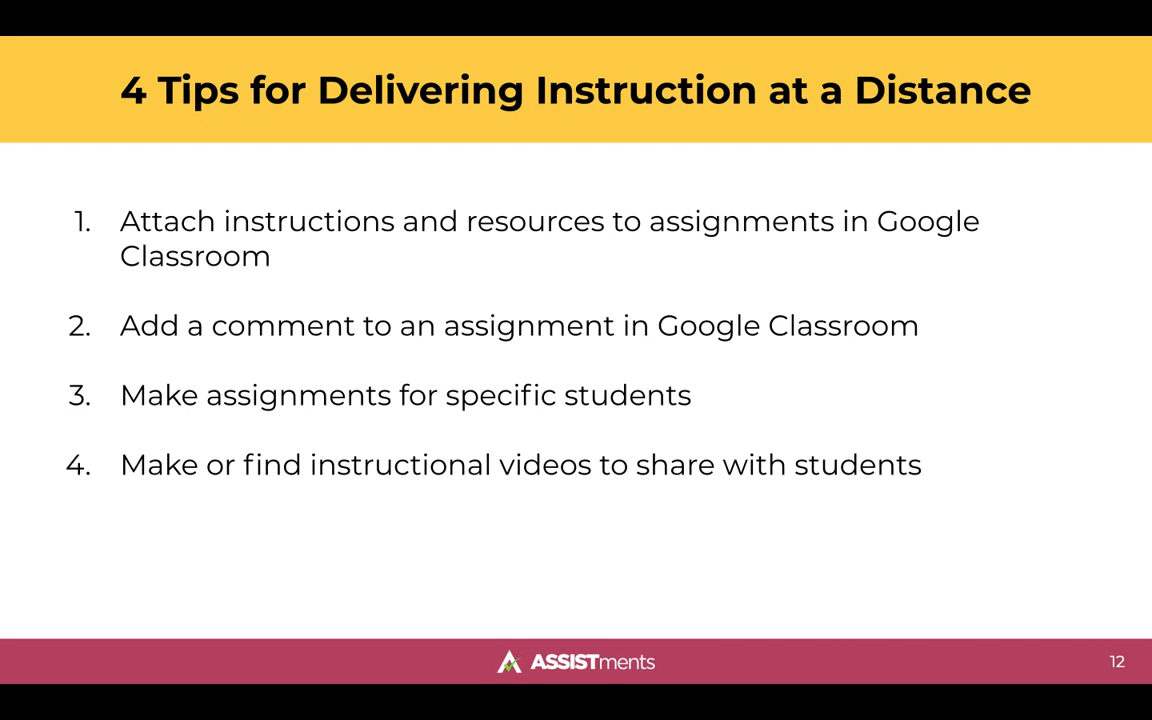 4 Tips for Delivering Instruction at a Distance
1. Attach instructions and resources to assignments in Google
Classroom
2. Add a comment to an assignment in Google Classroom
3. Make assignments for specific students
4. Make or find instructional videos to share with students
ASSISTments
12